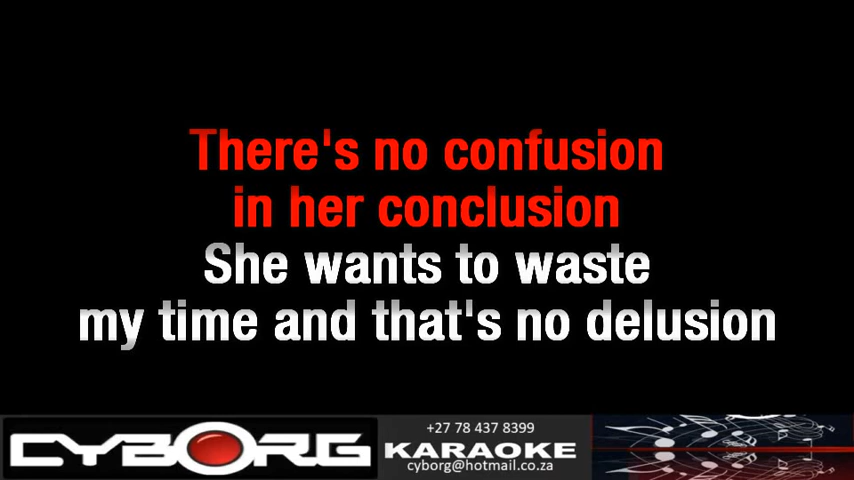 There's no confusion
in her conclusion
She wants to waste
my time and that's no delusion
CYBORG
+27 78 437 8399
KARAOKE
cyborg@hotmail.co.za